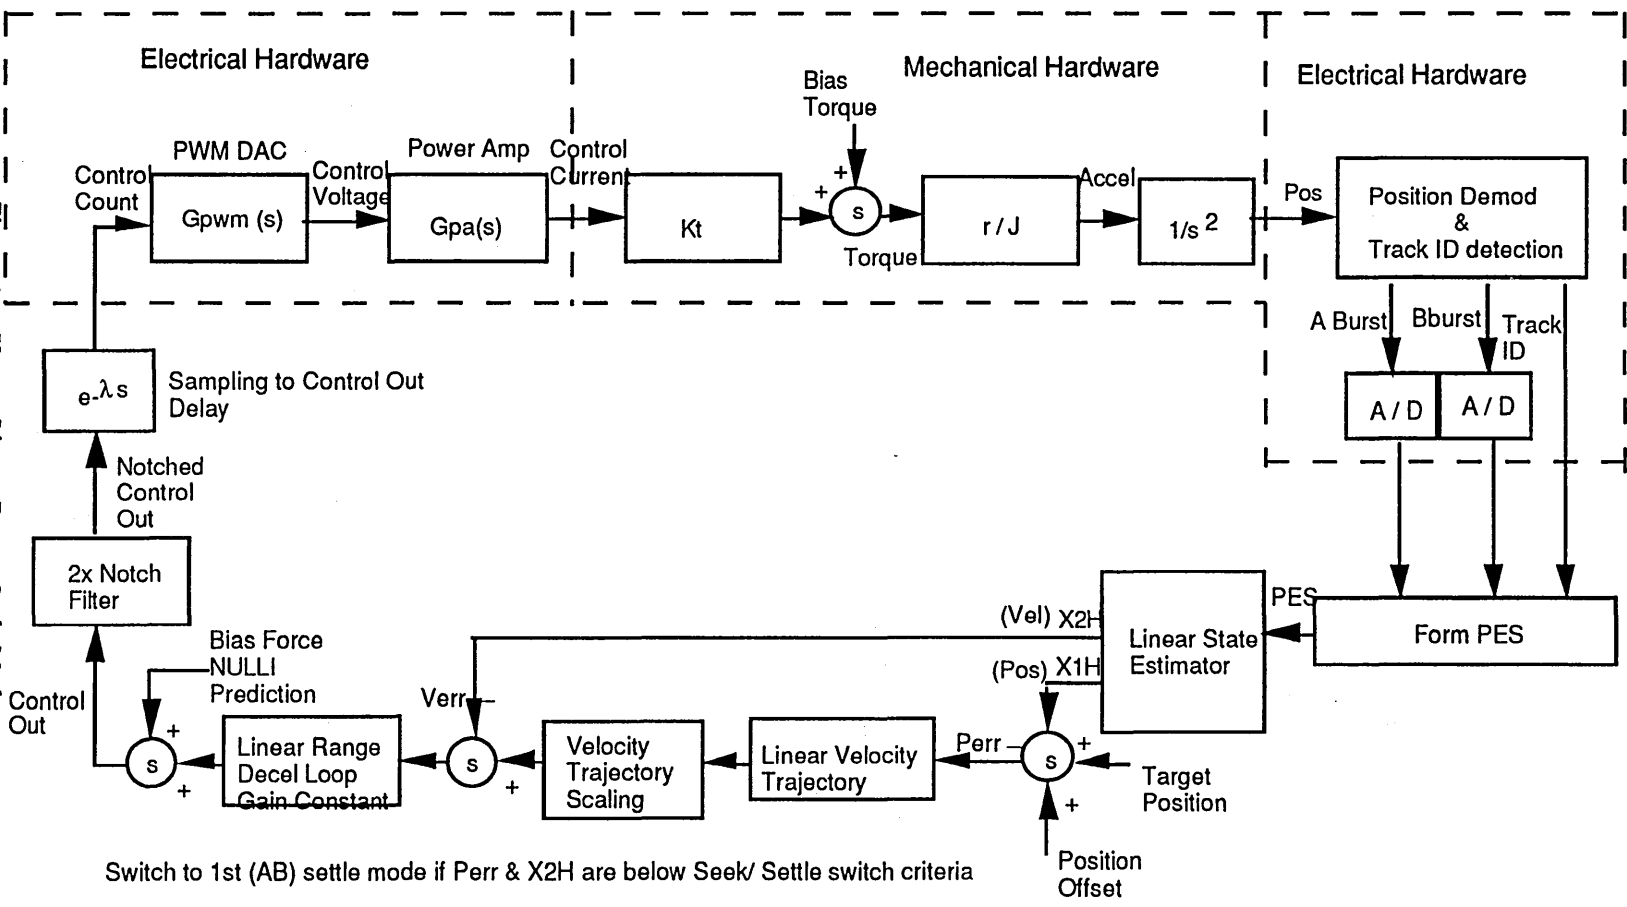 Electrical Hardware
Mechanical Hardware
Electrical Hardware
Bias
Torque
PWM DAC
Power Amp
Control
Count
Control
Voltage
Control
Current
Gpwm (s)
Gpa(s)
Kt
+
+
s
Torque
r / J
Accel
1/s 2
Pos
Position Demod
&
Track ID detection
A Burst
Bburst
Track
ID
A / D
A / D
e-λ s
Sampling to Control Out
Delay
Notched
Control
Out
2x Notch
Filter
PES
Form PES
(Vel) X2H
(Pos) X1H
Linear State
Estimator
Bias Force
NULLI
Prediction
Control
Out
+
s
+
Linear Range
Decel Loop
Gain Constant
Verr –
s
+
Velocity
Trajectory
Scaling
Linear Velocity
Trajectory
Perr –
s
+
+
Target
Position
Position
Offset
Switch to 1st (AB) settle mode if Perr & X2H are below Seek/ Settle switch criteria